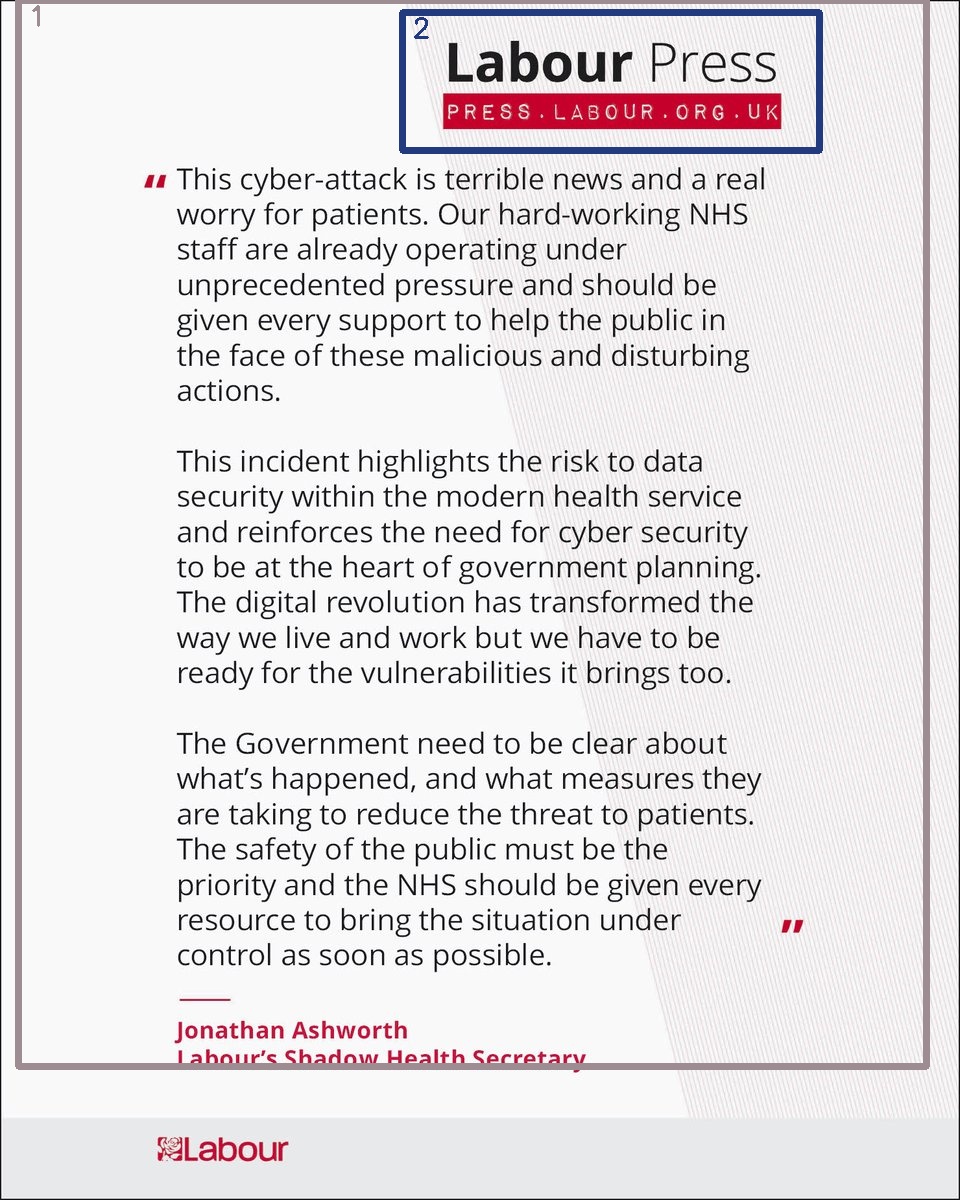 1
2
Labour Press
PRESS.LABOUR.ORG.UK
“ This cyber-attack is terrible news and a real
worry for patients. Our hard-working NHS
staff are already operating under
unprecedented pressure and should be
given every support to help the public in
the face of these malicious and disturbing
actions.
This incident highlights the risk to data
security within the modern health service
and reinforces the need for cyber security
to be at the heart of government planning.
The digital revolution has transformed the
way we live and work but we have to be
ready for the vulnerabilities it brings too.
The Government need to be clear about
what’s happened, and what measures they
are taking to reduce the threat to patients.
The safety of the public must be the
priority and the NHS should be given every
resource to bring the situation under ”
control as soon as possible.
Jonathan Ashworth
Labour’s Shadow Health Secretary
Labour